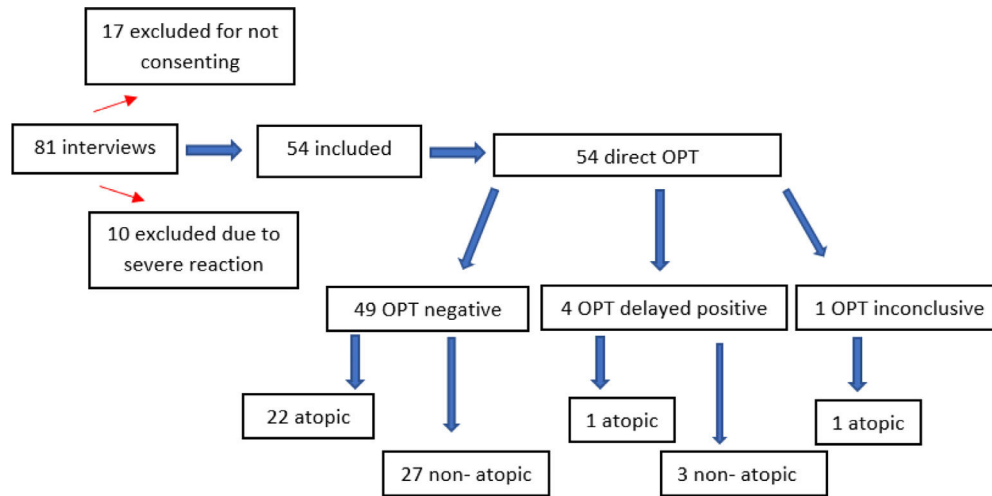 17 excluded for not
consenting
81 interviews
54 included
54 direct OPT
10 excluded due to
severe reaction
49 OPT negative
4 OPT delayed positive
1 OPT inconclusive
22 atopic
1 atopic
1 atopic
27 non- atopic
3 non- atopic